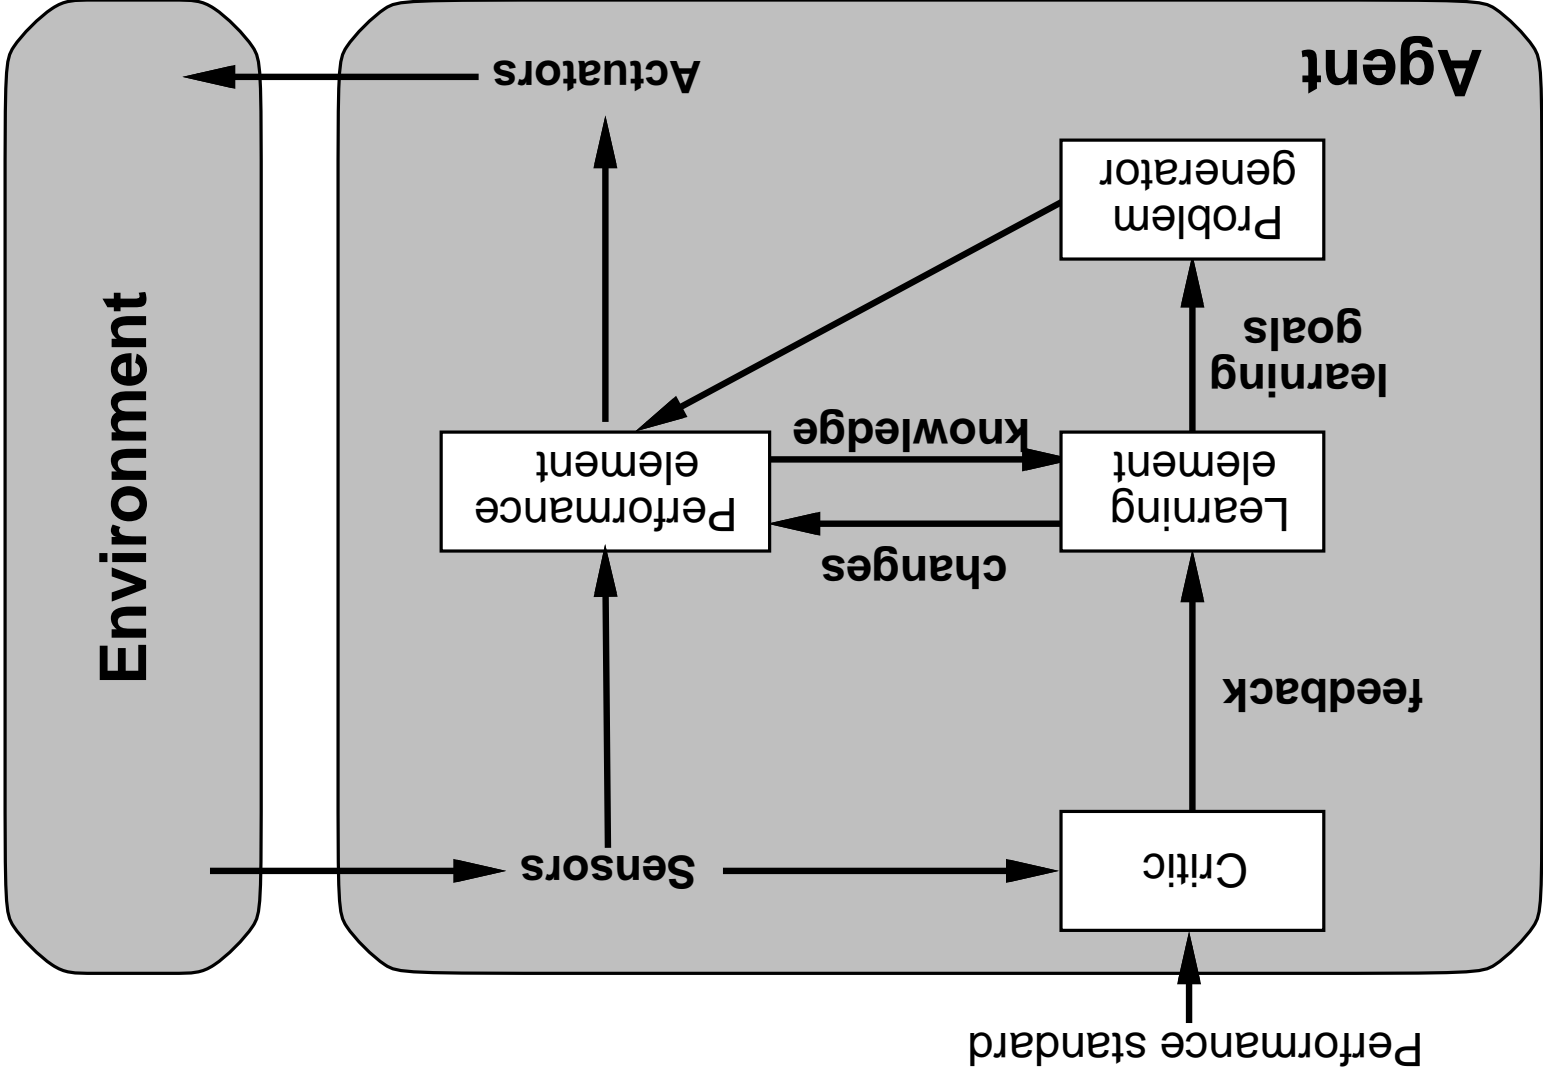 Performance standard
Critic
Sensors
feedback
changes
Learning
element
Performance
element
knowledge
learning
goals
Problem
generator
Agent
Actuators
Environment